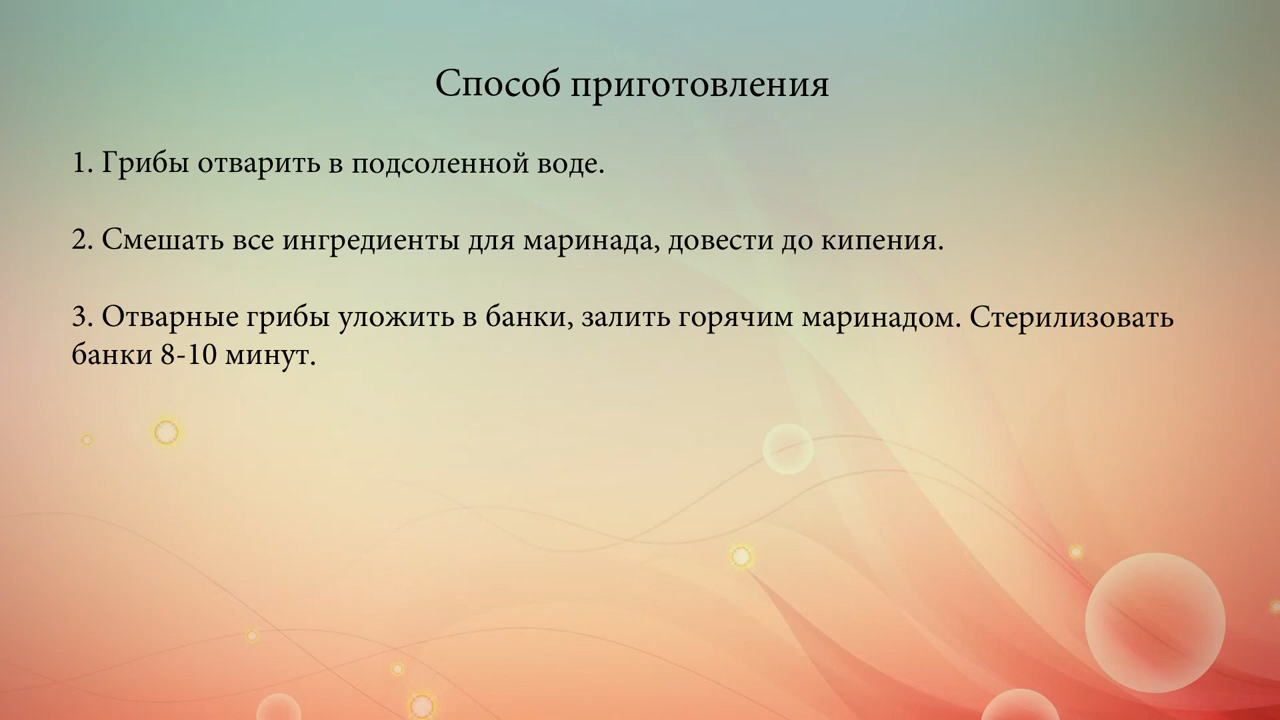 Способ приготовления
1. Грибы отварить в подсоленной воде.
2. Смешать все ингредиенты для маринада, довести до кипения.
3. Отварные грибы уложить в банки, залить горячим маринадом. Стерилизовать
банки 8-10 минут.